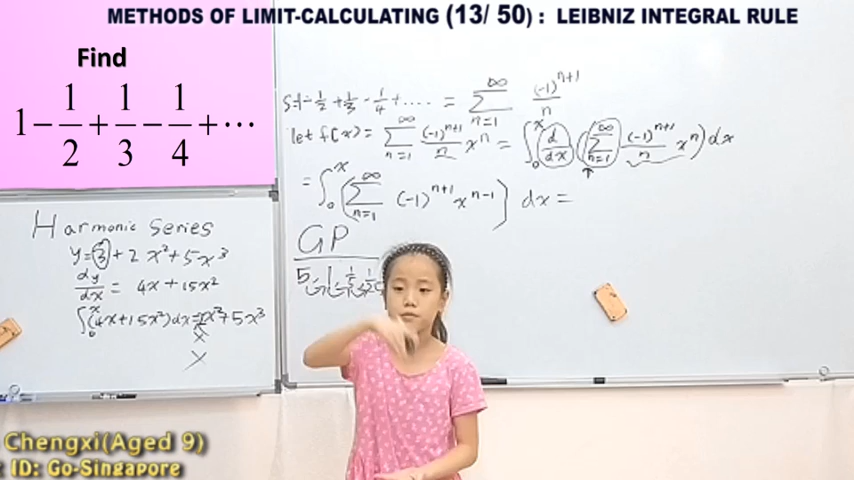 METHODS OF LIMIT-CALCULATING (13/ 50) : LEIBNIZ INTEGRAL RULE
Find
1 - 1/2 + 1/3 - 1/4 + ⋯
S=1-1/2+1/3-1/4+.... = ∑_{n=1}^{∞} (-1)^{n+1}/n
let f(x) = ∑_{n=1}^{∞} (-1)^{n+1}/n x^n = ∫_0^x d/dx (∑_{n=1}^{∞} (-1)^{n+1}/n x^n) dx
= ∫_0^x (∑_{n=1}^{∞} (-1)^{n+1} x^{n-1}) dx =
GP
Harmonic Series
y=3+2x²+5x³
dy/dx = 4x+15x²
∫_0^x (4x+15x²)dx=2x²+5x³
Chengxi(Aged 9)
ID: Go-Singapore